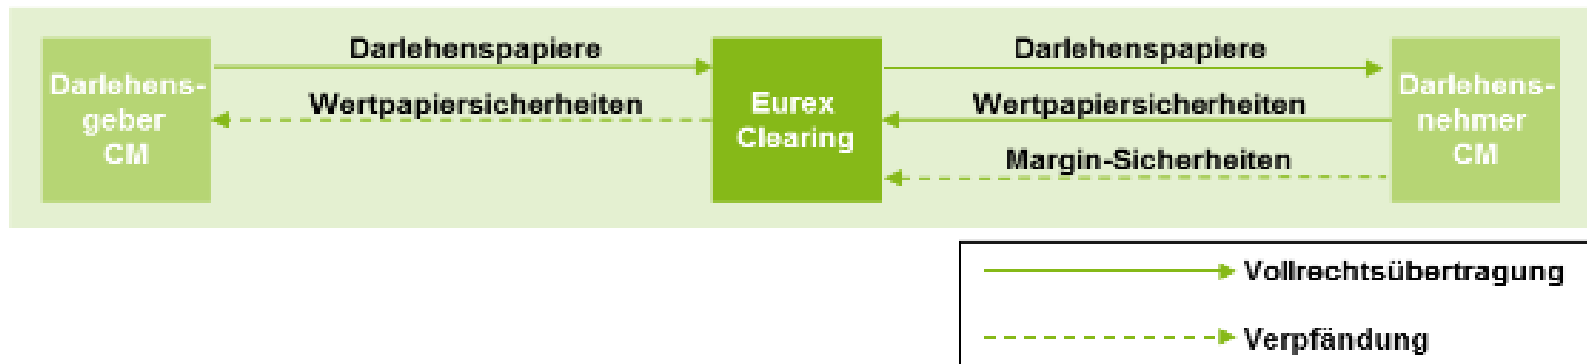 Darlehens-
geber
CM
Darlehenspapiere
Wertpapiersicherheiten
Eurex
Clearing
Darlehenspapiere
Wertpapiersicherheiten
Margin-Sicherheiten
Darlehens-
nehmer
CM
Vollrechtsübertragung
Verpfändung